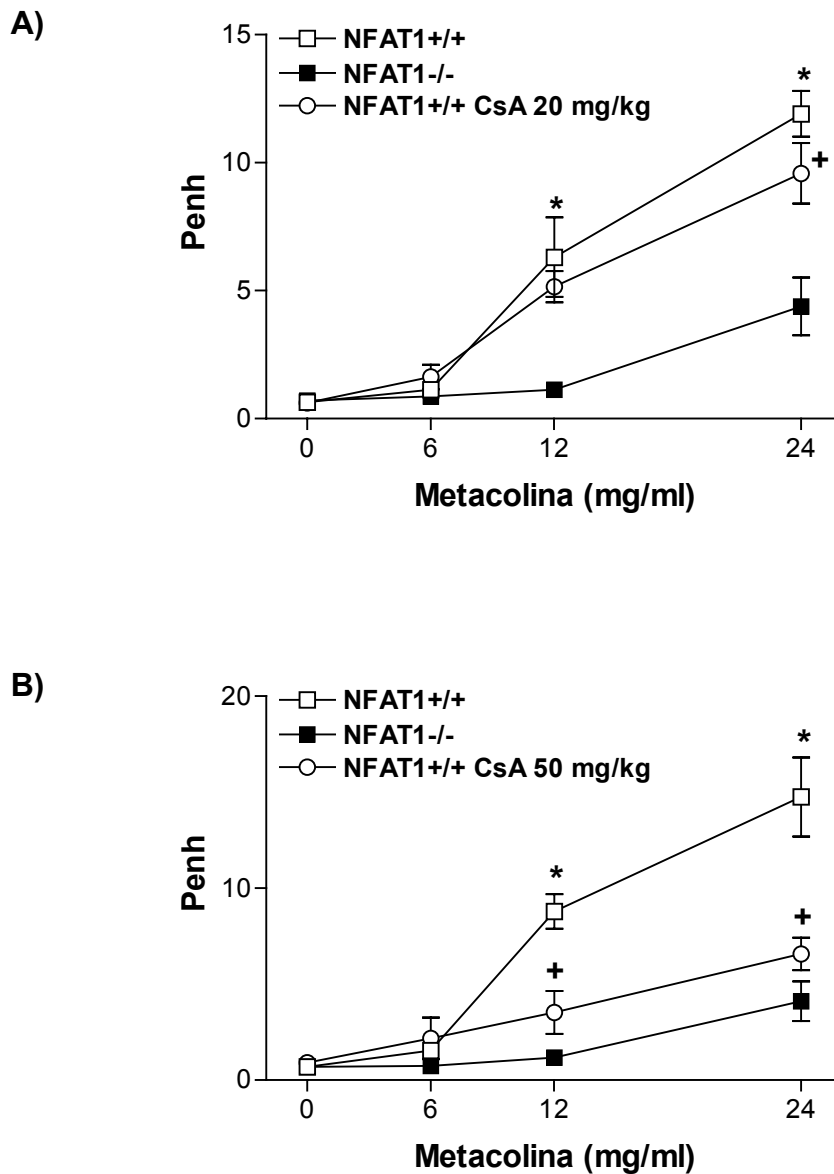 A)
15
NFAT1+/+
NFAT1-/-
NFAT1+/+ CsA 20 mg/kg
*
10
+
*
Penh
5
0
0 6 12 24
Metacolina (mg/ml)
B)
20
NFAT1+/+
NFAT1-/-
NFAT1+/+ CsA 50 mg/kg
*
*
Penh
10
+
+
0
0 6 12 24
Metacolina (mg/ml)